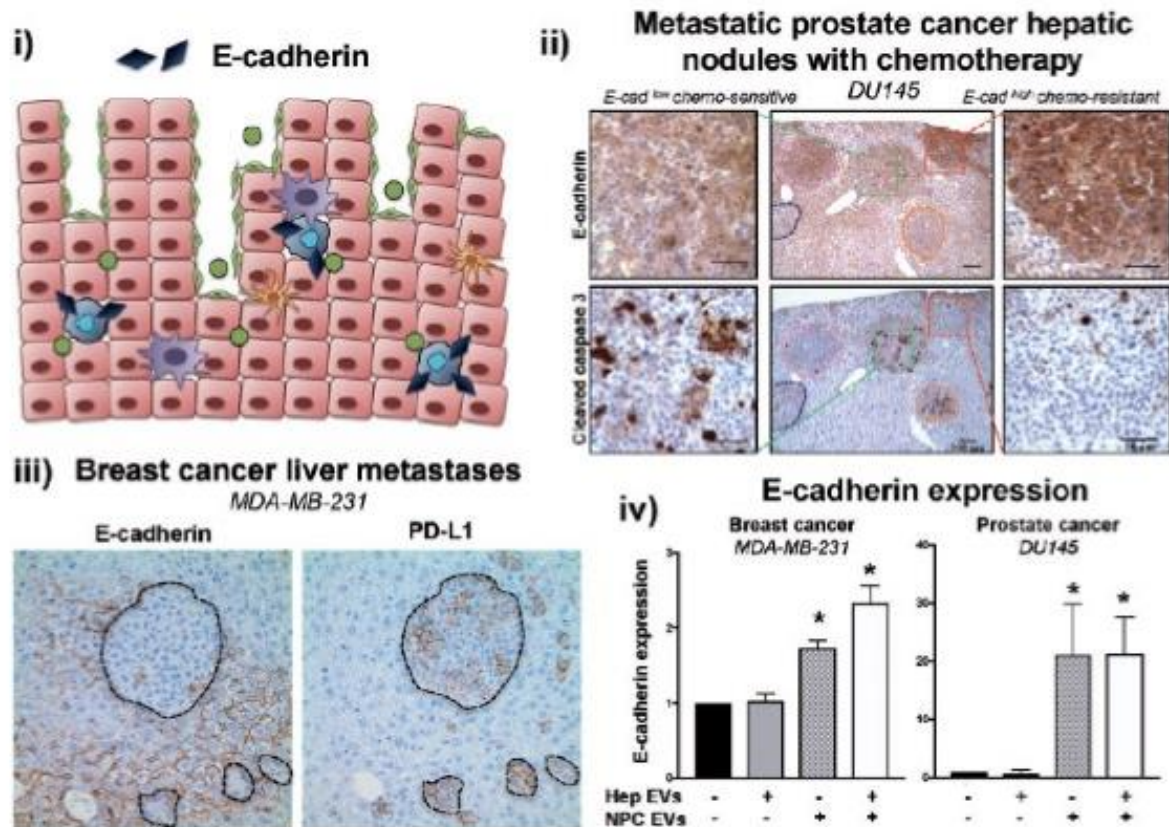 i)
E-cadherin
ii)
Metastatic prostate cancer hepatic
nodules with chemotherapy
E-cad low chemo-sensitive
DU145
E-cad high chemo-resistant
E-cadherin
Cleaved caspase 3
iii) Breast cancer liver metastases
MDA-MB-231
E-cadherin
PD-L1
iv)
E-cadherin expression
Breast cancer
MDA-MB-231
Prostate cancer
DU145
E-cadherin expression
3
2
1
0
*
*
40
30
20
10
0
*
*
Hep EVs - + - + - + - +
NPC EVs - - + + - - + +